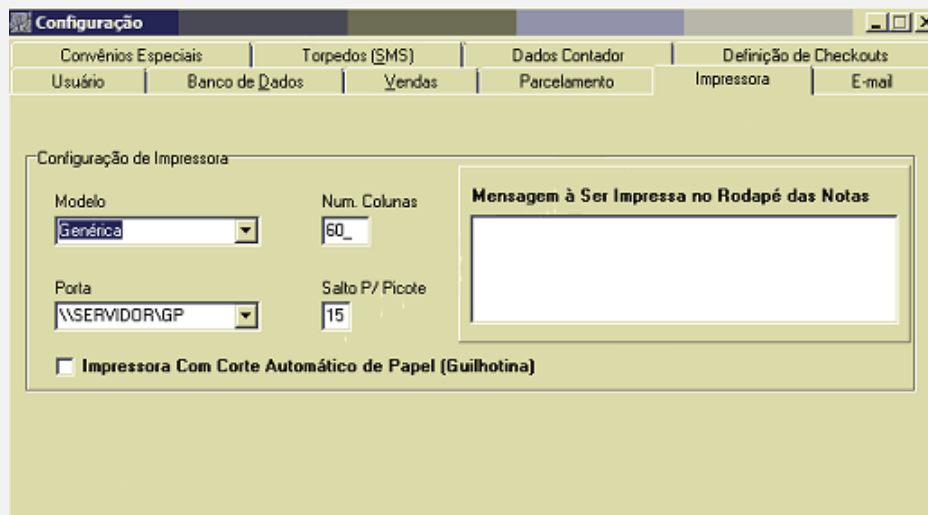 Configuração
Convênios Especiais Torpedos (SMS) Dados Contador Definição de Checkouts
Usuário Banco de Dados Vendas Parcelamento Impressora E-mail
Configuração de Impressora
Modelo Num. Colunas Mensagem à Ser Impressa no Rodapé das Notas
Genérica 60_
Porta Salto P/ Picote
\\SERVIDOR\GP 15
Impressora Com Corte Automático de Papel (Guilhotina)